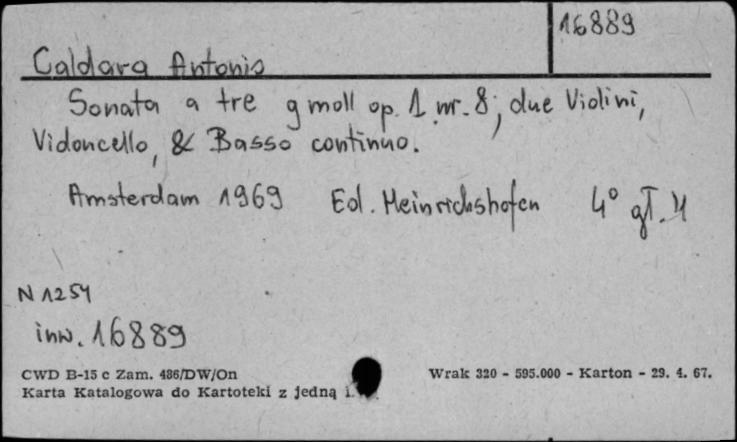 16889
Caldara Antonio
Sonata a tre g moll op. 1 nr. 8; due Violini,
Violoncello, & Basso continuo.
Amsterdam 1969 Ed. Heinrichshofen 4° gł. 4
N 1254
inw. 16889
CWD B-15 c Zam. 486/DW/On Wrak 320 - 595.000 - Karton - 29. 4. 67.
Karta Katalogowa do Kartoteki z jedną